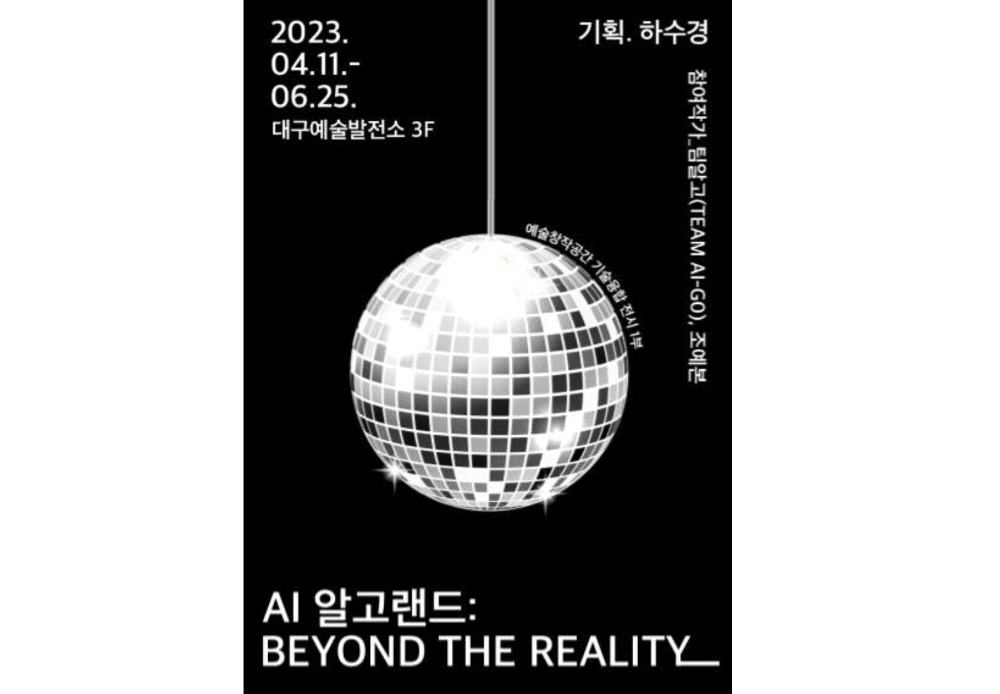 2023.
04.11.-
06.25.
대구예술발전소 3F
기획. 하수경
참여작가_팀알고(TEAM AI-GO), 조예본
예술창작공간 기술융합 전시 1부
AI 알고랜드:
BEYOND THE REALITY_